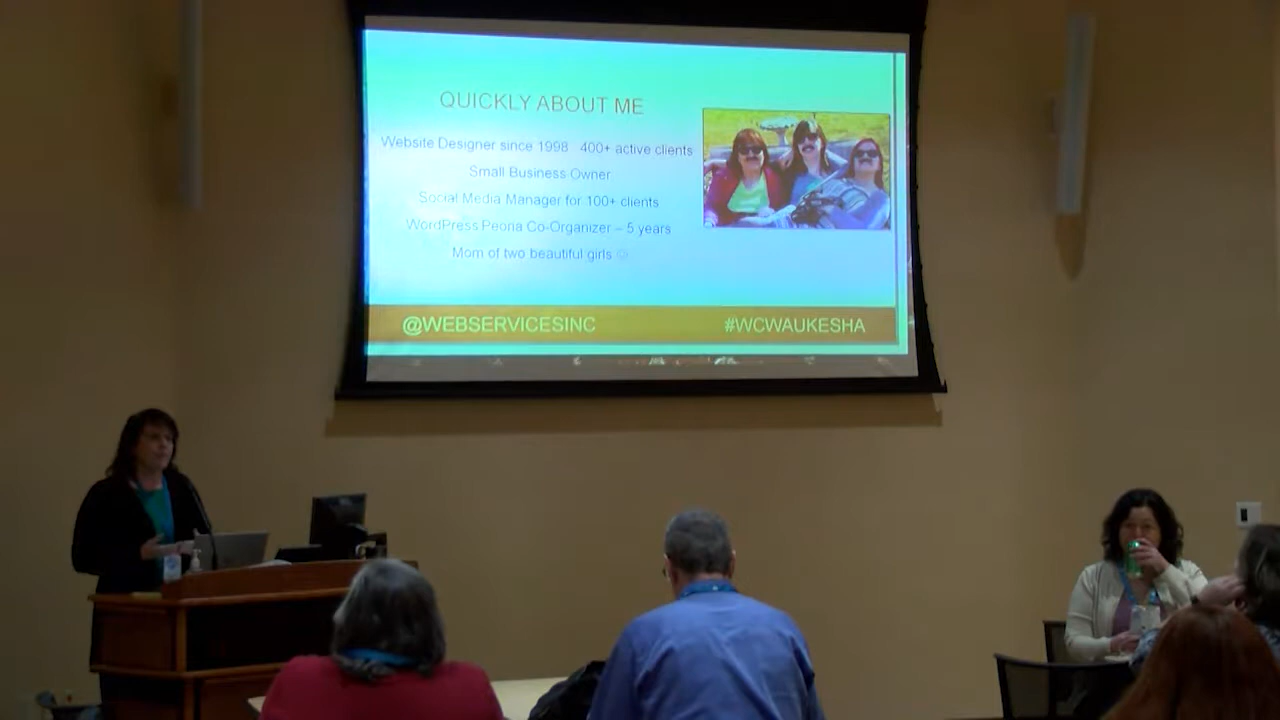 QUICKLY ABOUT ME
Website Designer since 1998 400+ active clients
Small Business Owner
Social Media Manager for 100+ clients
WordPress Peoria Co-Organizer – 5 years
Mom of two beautiful girls ☺
@WEBSERVICESINC
#WCWAUKESHA